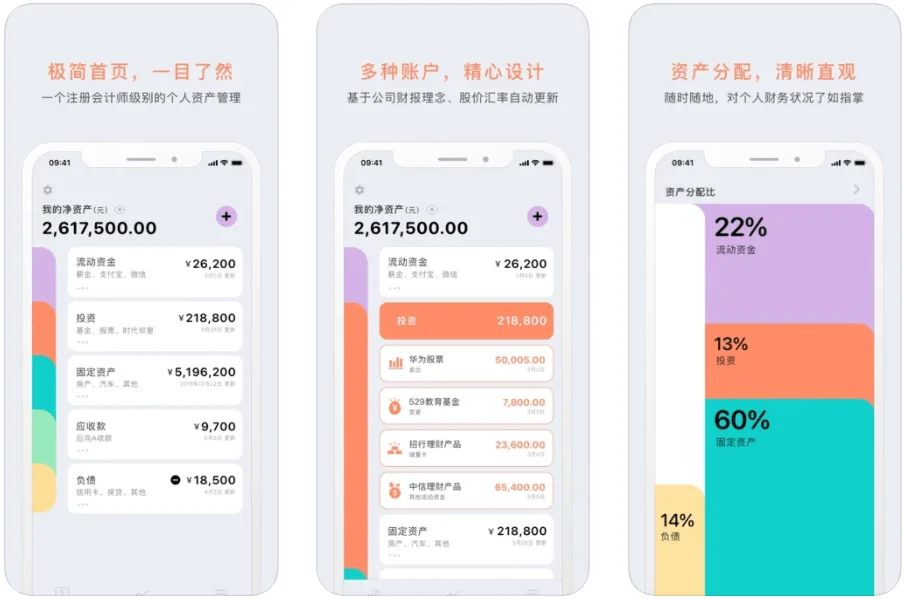 极简首页，一目了然
一个注册会计师级别的个人资产管理
09:41
我的净资产(元)
2,617,500.00
流动资金
¥26,200
薪金、支付宝、微信
3月5日 更新
投资
¥218,800
基金、股票、时代邻里
3月28日 更新
固定资产
¥5,196,200
房产、汽车、其他
2019年12月22日 更新
应收款
¥9,700
应向A收款
5月8日 更新
负债
¥18,500
信用卡、房贷、其他
4月3日 更新
多种账户，精心设计
基于公司财报理念、股价汇率自动更新
09:41
我的净资产(元)
2,617,500.00
流动资金
¥26,200
薪金、支付宝、微信
3月5日 更新
投资
218,800
华为股票
50,005.00
卖出
3月2日
529教育基金
7,800.00
变更
3月3日
招行理财产品
23,600.00
储蓄卡
3月4日
中信理财产品
65,400.00
其他流动资金
3月5日
固定资产
¥218,800
房产、汽车、其他
3月28日 更新
资产分配，清晰直观
随时随地，对个人财务状况了如指掌
09:41
资产分配比
22%
流动资金
13%
投资
60%
固定资产
14%
负债